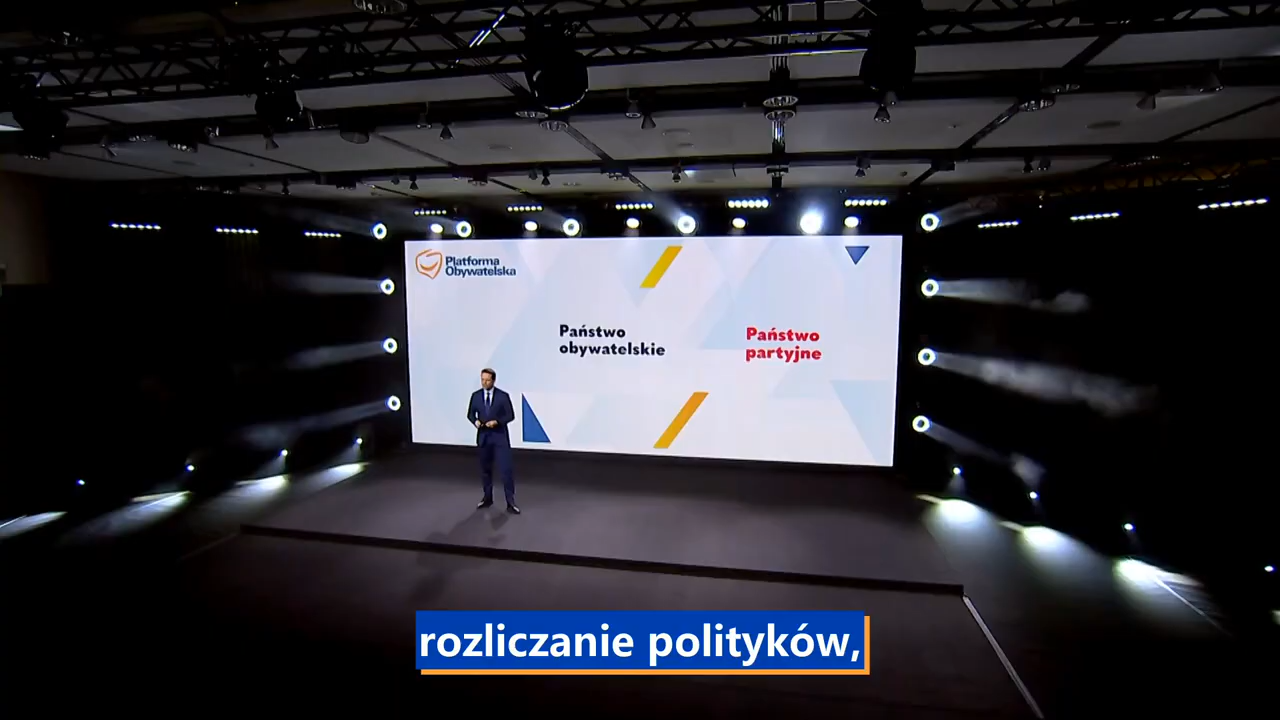 Platforma
Obywatelska
Państwo
obywatelskie
Państwo
partyjne
rozliczanie polityków,